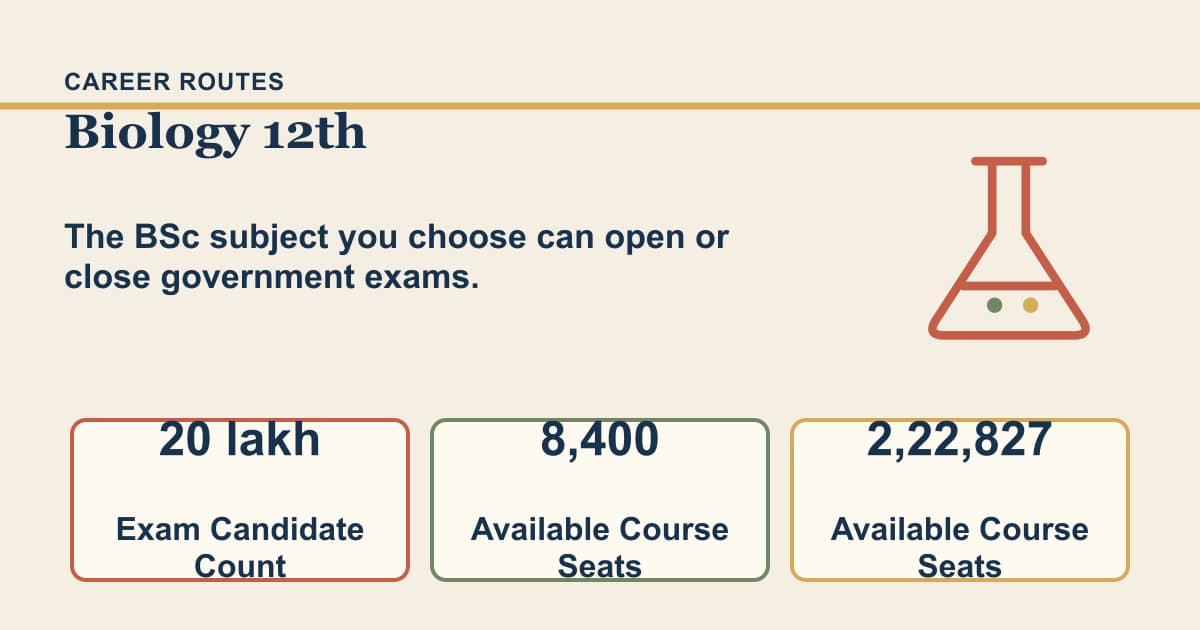 CAREER ROUTES
Biology 12th
The BSc subject you choose can open or
close government exams.
20 lakh
Exam Candidate
Count
8,400
Available Course
Seats
2,22,827
Available Course
Seats